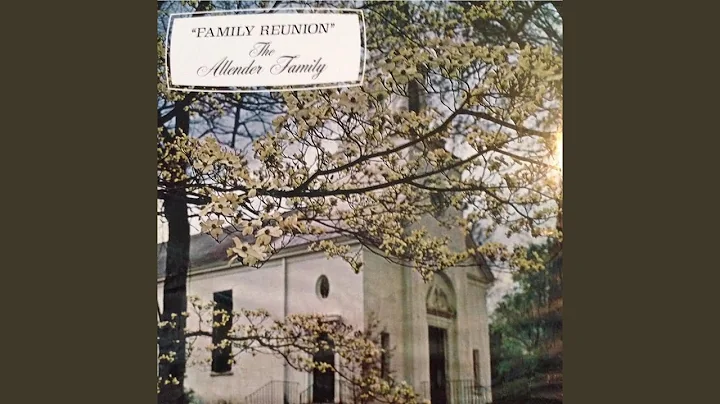 "FAMILY REUNION"
The
Allender Family